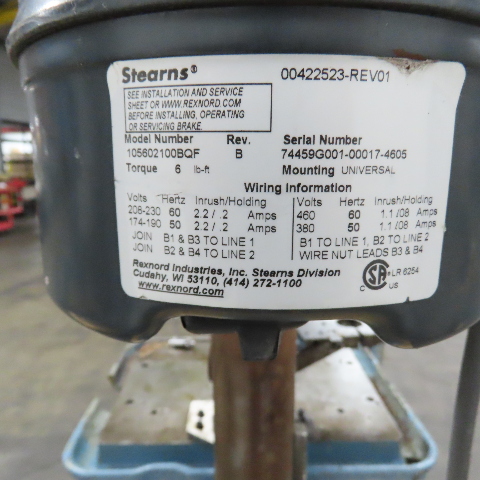 Stearns® 00422523-REV01
SEE INSTALLATION AND SERVICE
SHEET OR WWW.REXNORD.COM
BEFORE INSTALLING, OPERATING
OR SERVICING BRAKE.
Model Number Rev. Serial Number
105602100BQF B 74459G001-00017-4605
Torque 6 lb-ft Mounting UNIVERSAL
Wiring Information
Volts Hertz Inrush/Holding Volts Hertz Inrush/Holding
208-230 60 2.2 / .2 Amps 460 60 1.1 /08 Amps
174-190 50 2.2 / .2 Amps 380 50 1.1 /08 Amps
JOIN B1 & B3 TO LINE 1 B1 TO LINE 1, B2 TO LINE 2
JOIN B2 & B4 TO LINE 2 WIRE NUT LEADS B3 & B4
Rexnord Industries, Inc. Stearns Division
Cudahy, WI 53110, (414) 272-1100
www.rexnord.com
C SA US LR 6254